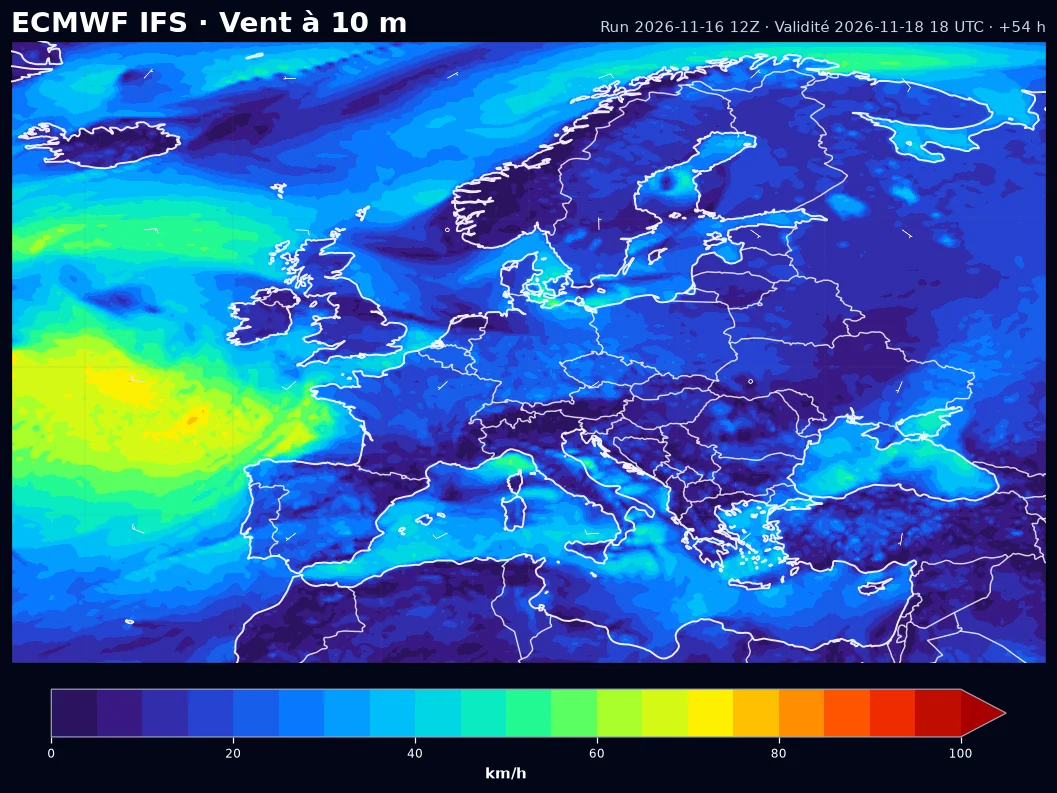 ECMWF IFS · Vent à 10 m
Run 2026-11-16 12Z · Validité 2026-11-18 18 UTC · +54 h
0 20 40 60 80 100
km/h